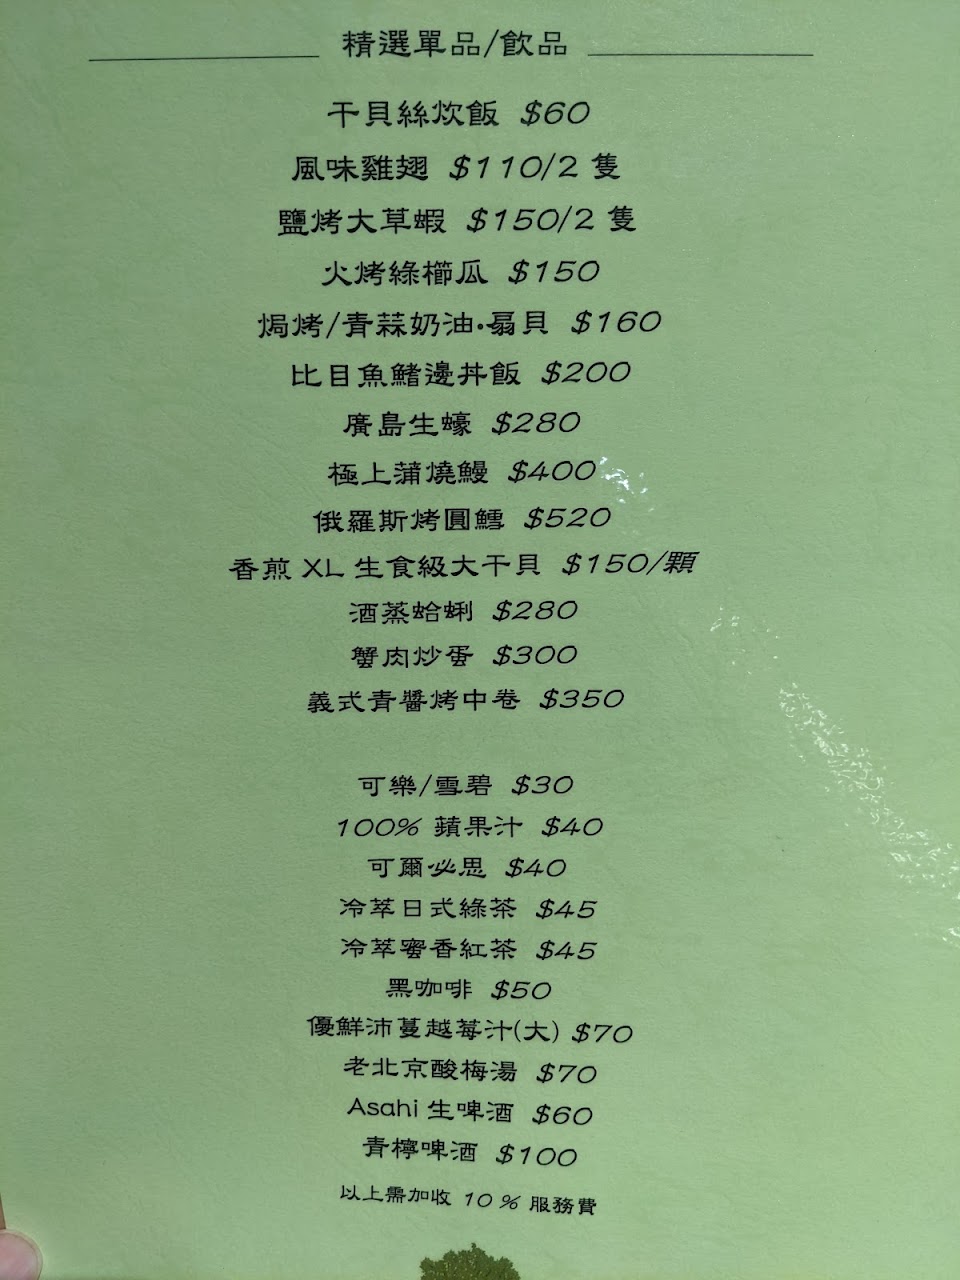 精選單品/飲品
干貝絲炊飯 $60
風味雞翅 $110/2 隻
鹽烤大草蝦 $150/2 隻
火烤綠櫛瓜 $150
焗烤/青蒜奶油•扇貝 $160
比目魚鰭邊丼飯 $200
廣島生蠔 $280
極上蒲燒鰻 $400
俄羅斯烤圓鱈 $520
香煎 XL 生食級大干貝 $150/顆
酒蒸蛤蜊 $280
蟹肉炒蛋 $300
義式青醬烤中卷 $350
可樂/雪碧 $30
100% 蘋果汁 $40
可爾必思 $40
冷萃日式綠茶 $45
冷萃蜜香紅茶 $45
黑咖啡 $50
優鮮沛蔓越莓汁(大) $70
老北京酸梅湯 $70
Asahi 生啤酒 $60
青檸啤酒 $100
以上需加收 10 % 服務費